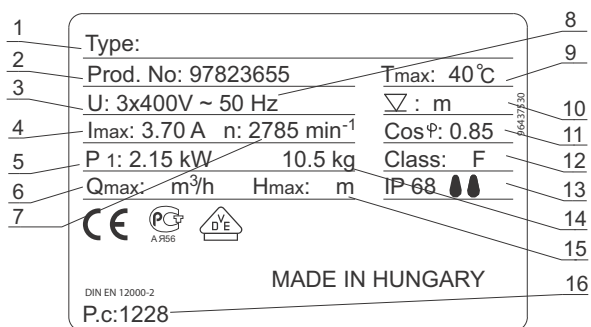 1 Type:
2 Prod. No: 97823655
3 U: 3x400V ~ 50 Hz
4 Imax: 3.70 A n: 2785 min⁻¹
5 P 1: 2.15 kW 10.5 kg
6 Qmax: m³/h Hmax: m
7
Tmax: 40°C
▽ : m
Cosφ: 0.85
Class: F
IP 68
8
9
10
11
12
13
14
15
16
96437530
CE
РСТ
АЯ56
VDE
DIN EN 12000-2
MADE IN HUNGARY
P.c:1228